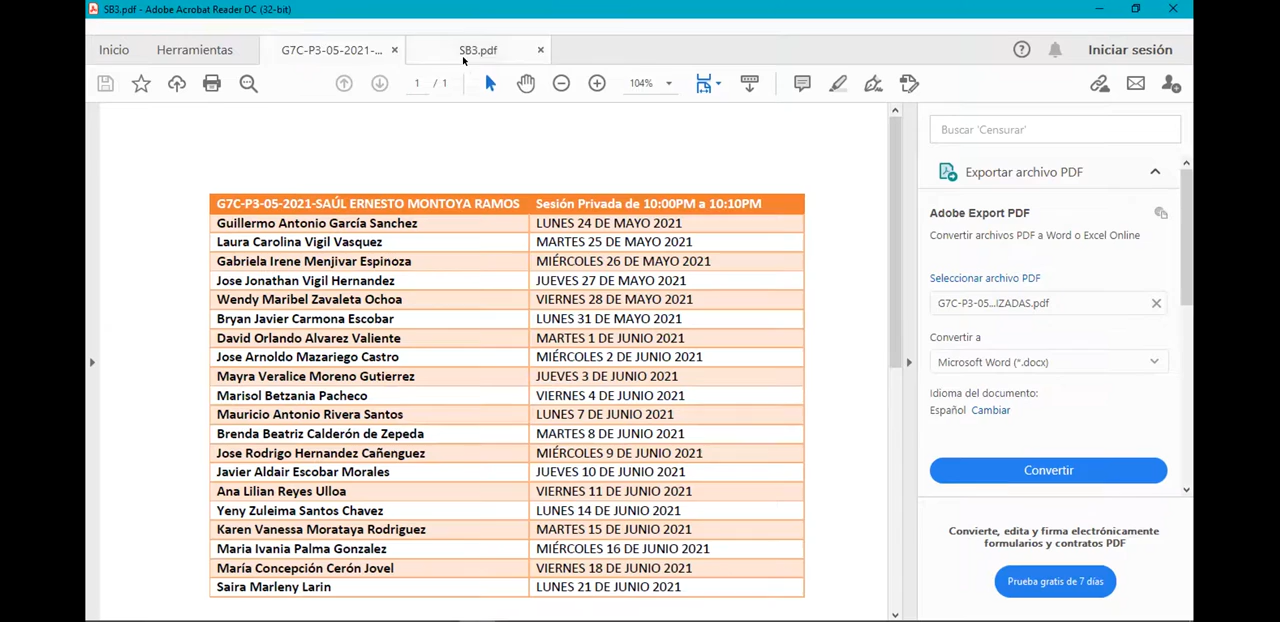 SB3.pdf - Adobe Acrobat Reader DC (32-bit)
Inicio
Herramientas
G7C-P3-05-2021-...
SB3.pdf
Iniciar sesión
1 / 1
104%
Buscar 'Censurar'
Exportar archivo PDF
Adobe Export PDF
Convertir archivos PDF a Word o Excel Online
Seleccionar archivo PDF
G7C-P3-05...IZADAS.pdf
Convertir a
Microsoft Word (*.docx)
Idioma del documento:
Español Cambiar
Convertir
Convierte, edita y firma electrónicamente
formularios y contratos PDF
Prueba gratis de 7 días
G7C-P3-05-2021-SAÚL ERNESTO MONTOYA RAMOS Sesión Privada de 10:00PM a 10:10PM
Guillermo Antonio García Sanchez LUNES 24 DE MAYO 2021
Laura Carolina Vigil Vasquez MARTES 25 DE MAYO 2021
Gabriela Irene Menjivar Espinoza MIÉRCOLES 26 DE MAYO 2021
Jose Jonathan Vigil Hernandez JUEVES 27 DE MAYO 2021
Wendy Maribel Zavaleta Ochoa VIERNES 28 DE MAYO 2021
Bryan Javier Carmona Escobar LUNES 31 DE MAYO 2021
David Orlando Alvarez Valiente MARTES 1 DE JUNIO 2021
Jose Arnoldo Mazariego Castro MIÉRCOLES 2 DE JUNIO 2021
Mayra Veralice Moreno Gutierrez JUEVES 3 DE JUNIO 2021
Marisol Betzania Pacheco VIERNES 4 DE JUNIO 2021
Mauricio Antonio Rivera Santos LUNES 7 DE JUNIO 2021
Brenda Beatriz Calderón de Zepeda MARTES 8 DE JUNIO 2021
Jose Rodrigo Hernandez Cañenguez MIÉRCOLES 9 DE JUNIO 2021
Javier Aldair Escobar Morales JUEVES 10 DE JUNIO 2021
Ana Lilian Reyes Ulloa VIERNES 11 DE JUNIO 2021
Yeny Zuleima Santos Chavez LUNES 14 DE JUNIO 2021
Karen Vanessa Morataya Rodriguez MARTES 15 DE JUNIO 2021
Maria Ivania Palma Gonzalez MIÉRCOLES 16 DE JUNIO 2021
María Concepción Cerón Jovel VIERNES 18 DE JUNIO 2021
Saira Marleny Larin LUNES 21 DE JUNIO 2021